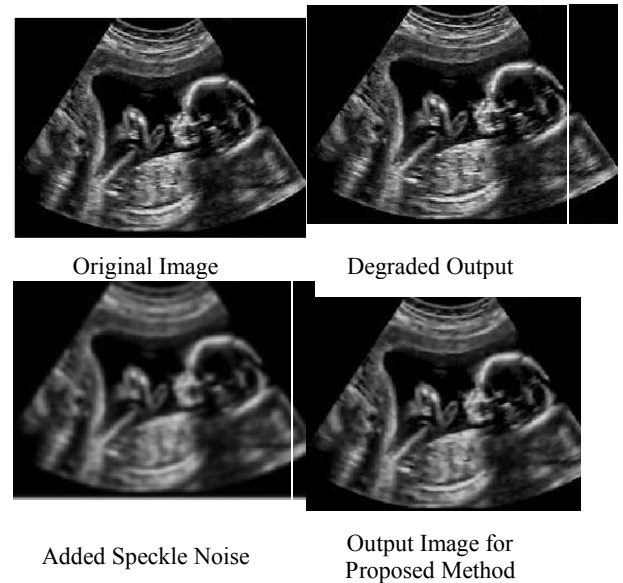 Original Image
Degraded Output
Added Speckle Noise
Output Image for
Proposed Method